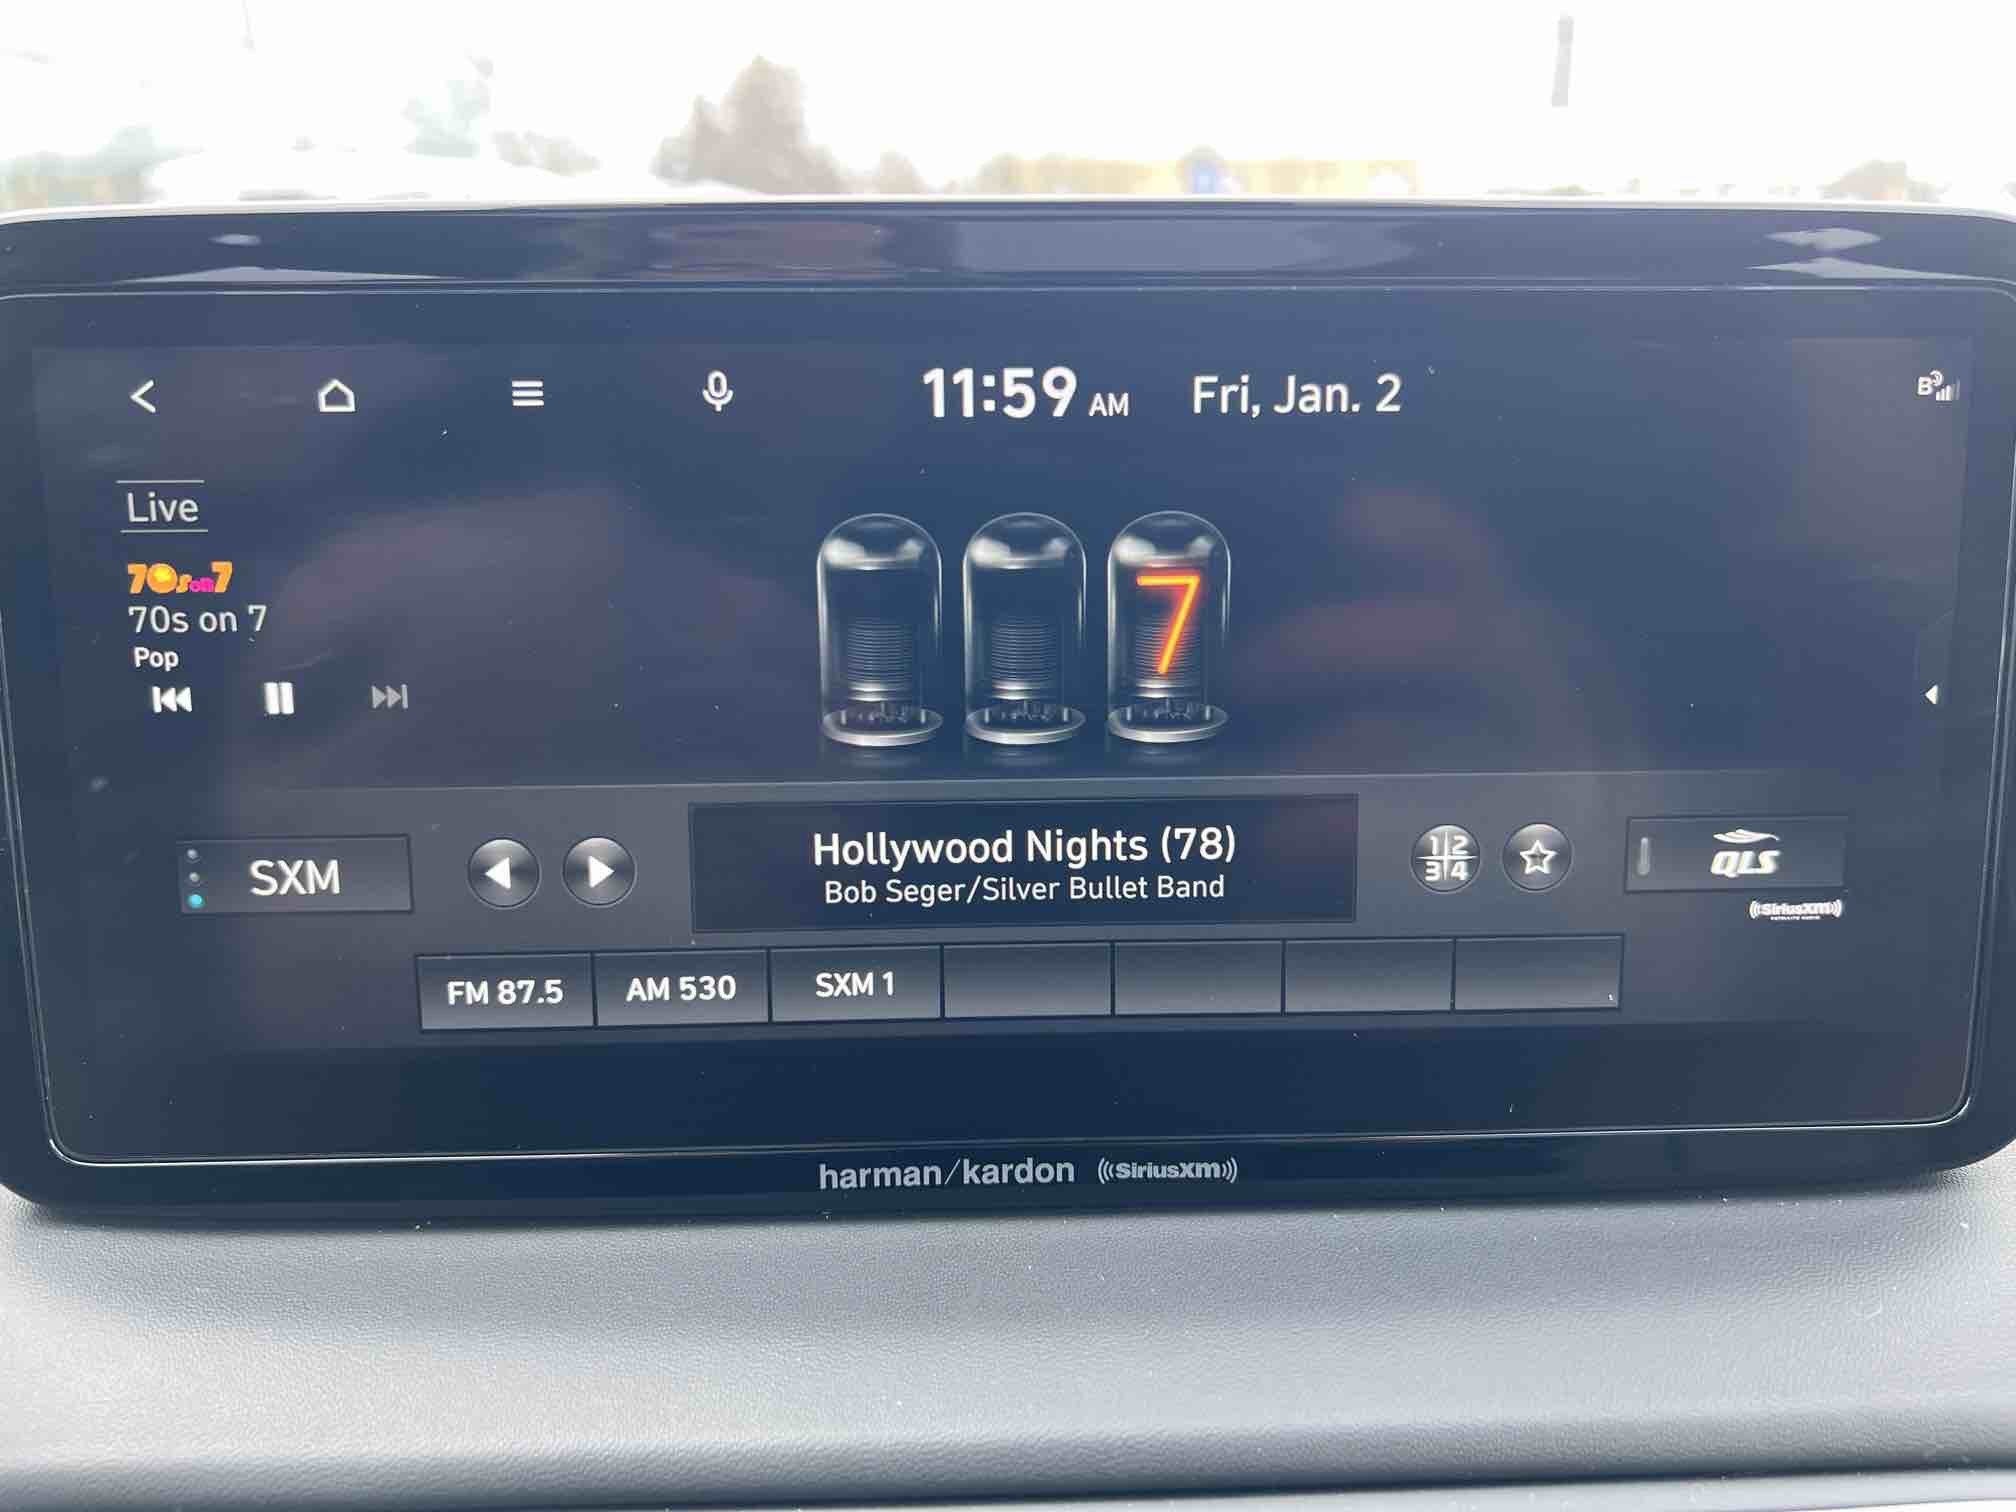 11:59 AM Fri, Jan. 2
B
Live
70s on 7
70s on 7
Pop
7
SXM
Hollywood Nights (78)
Bob Seger/Silver Bullet Band
1 2
3 4
QLS
((SiriusXM))
FM 87.5
AM 530
SXM 1
harman/kardon ((SiriusXM))